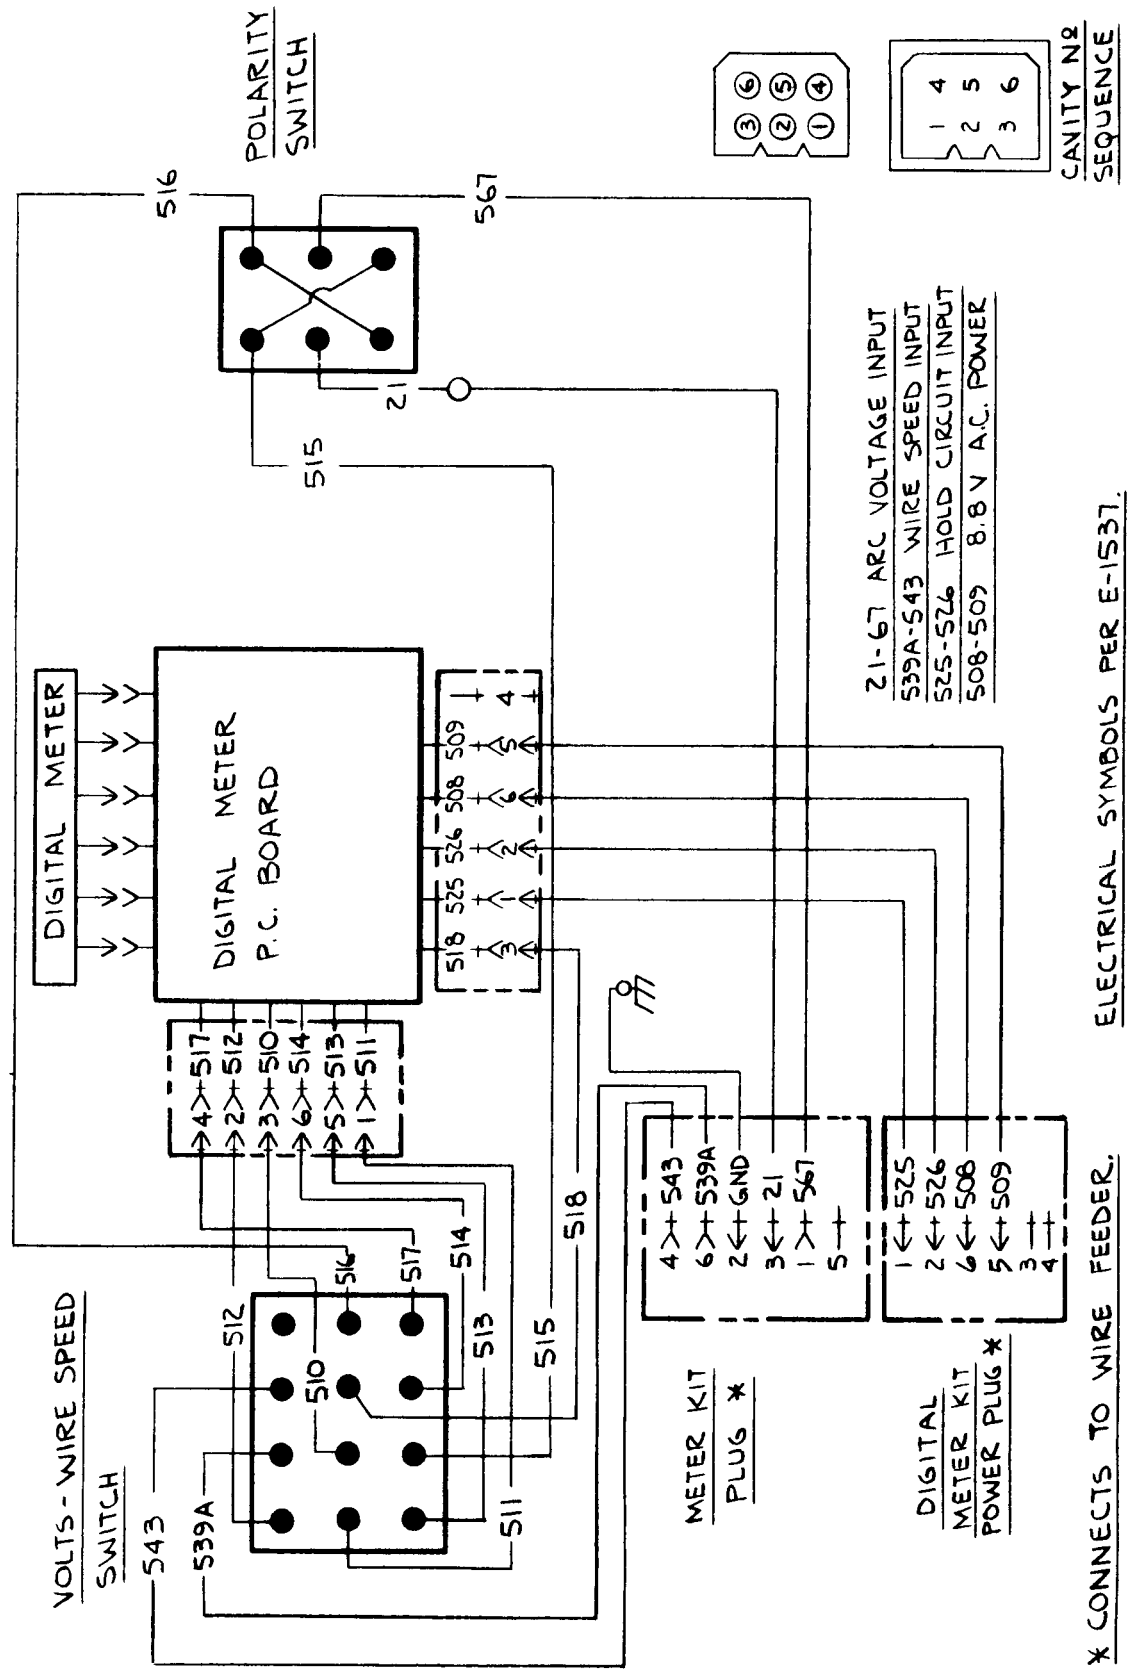 VOLTS - WIRE SPEED
SWITCH
543
539A
512
510
516
517
514
513
511
515
518
DIGITAL METER
DIGITAL METER
P.C. BOARD
4 517
2 512
3 510
6 514
5 513
1 511
518 525 526 508 509
3 1 2 6 5 4
POLARITY
SWITCH
516
567
21
515
METER KIT
PLUG *
4 543
6 539A
2 GND
3 21
1 567
5
DIGITAL
METER KIT
POWER PLUG *
1 525
2 526
6 508
5 509
3
4
21-67 ARC VOLTAGE INPUT
539A-543 WIRE SPEED INPUT
525-526 HOLD CIRCUIT INPUT
508-509 8.8 V A.C. POWER
3 6
2 5
1 4
1 4
2 5
3 6
CAVITY Nº
SEQUENCE
* CONNECTS TO WIRE FEEDER.
ELECTRICAL SYMBOLS PER E-1537.